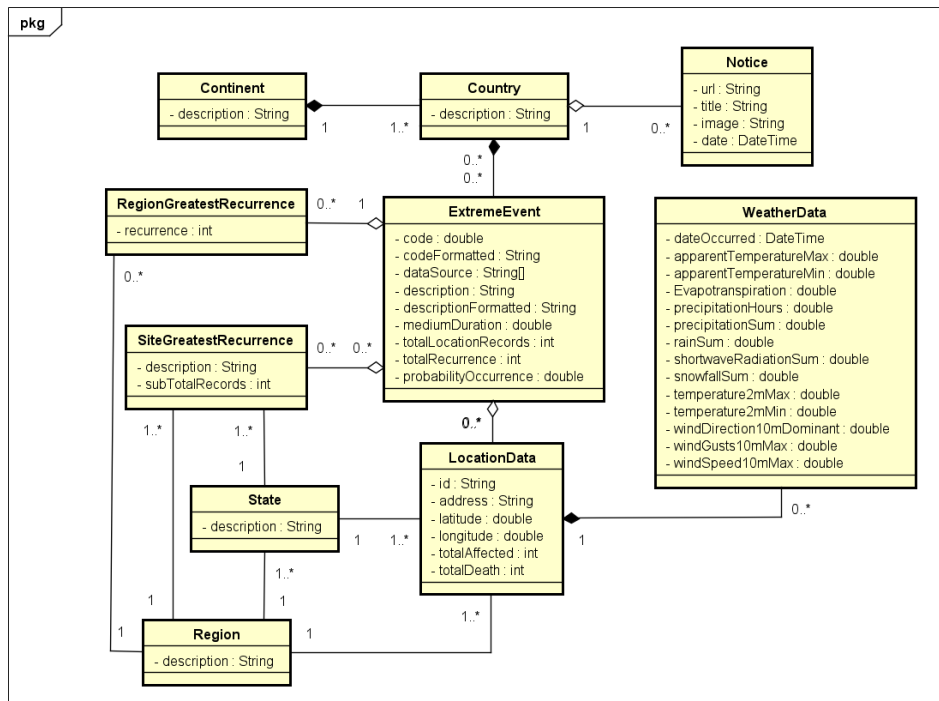 pkg
Continent
- description : String
1
1..*
Country
- description : String
1
0..*
Notice
- url : String
- title : String
- image : String
- date : DateTime
0..*
0..*
RegionGreatestRecurrence
- recurrence : int
0..*
1
0..*
ExtremeEvent
- code : double
- codeFormatted : String
- dataSource : String[]
- description : String
- descriptionFormatted : String
- mediumDuration : double
- totalLocationRecords : int
- totalRecurrence : int
- probabilityOccurrence : double
WeatherData
- dateOccurred : DateTime
- apparentTemperatureMax : double
- apparentTemperatureMin : double
- Evapotranspiration : double
- precipitationHours : double
- precipitationSum : double
- rainSum : double
- shortwaveRadiationSum : double
- snowfallSum : double
- temperature2mMax : double
- temperature2mMin : double
- windDirection10mDominant : double
- windGusts10mMax : double
- windSpeed10mMax : double
SiteGreatestRecurrence
- description : String
- subTotalRecords : int
0..*
0..*
1..*
1..*
0..*
1
LocationData
- id : String
- address : String
- latitude : double
- longitude : double
- totalAffected : int
- totalDeath : int
State
- description : String
1
1..*
1
0..*
1..*
1
1
1..*
1
1
Region
- description : String